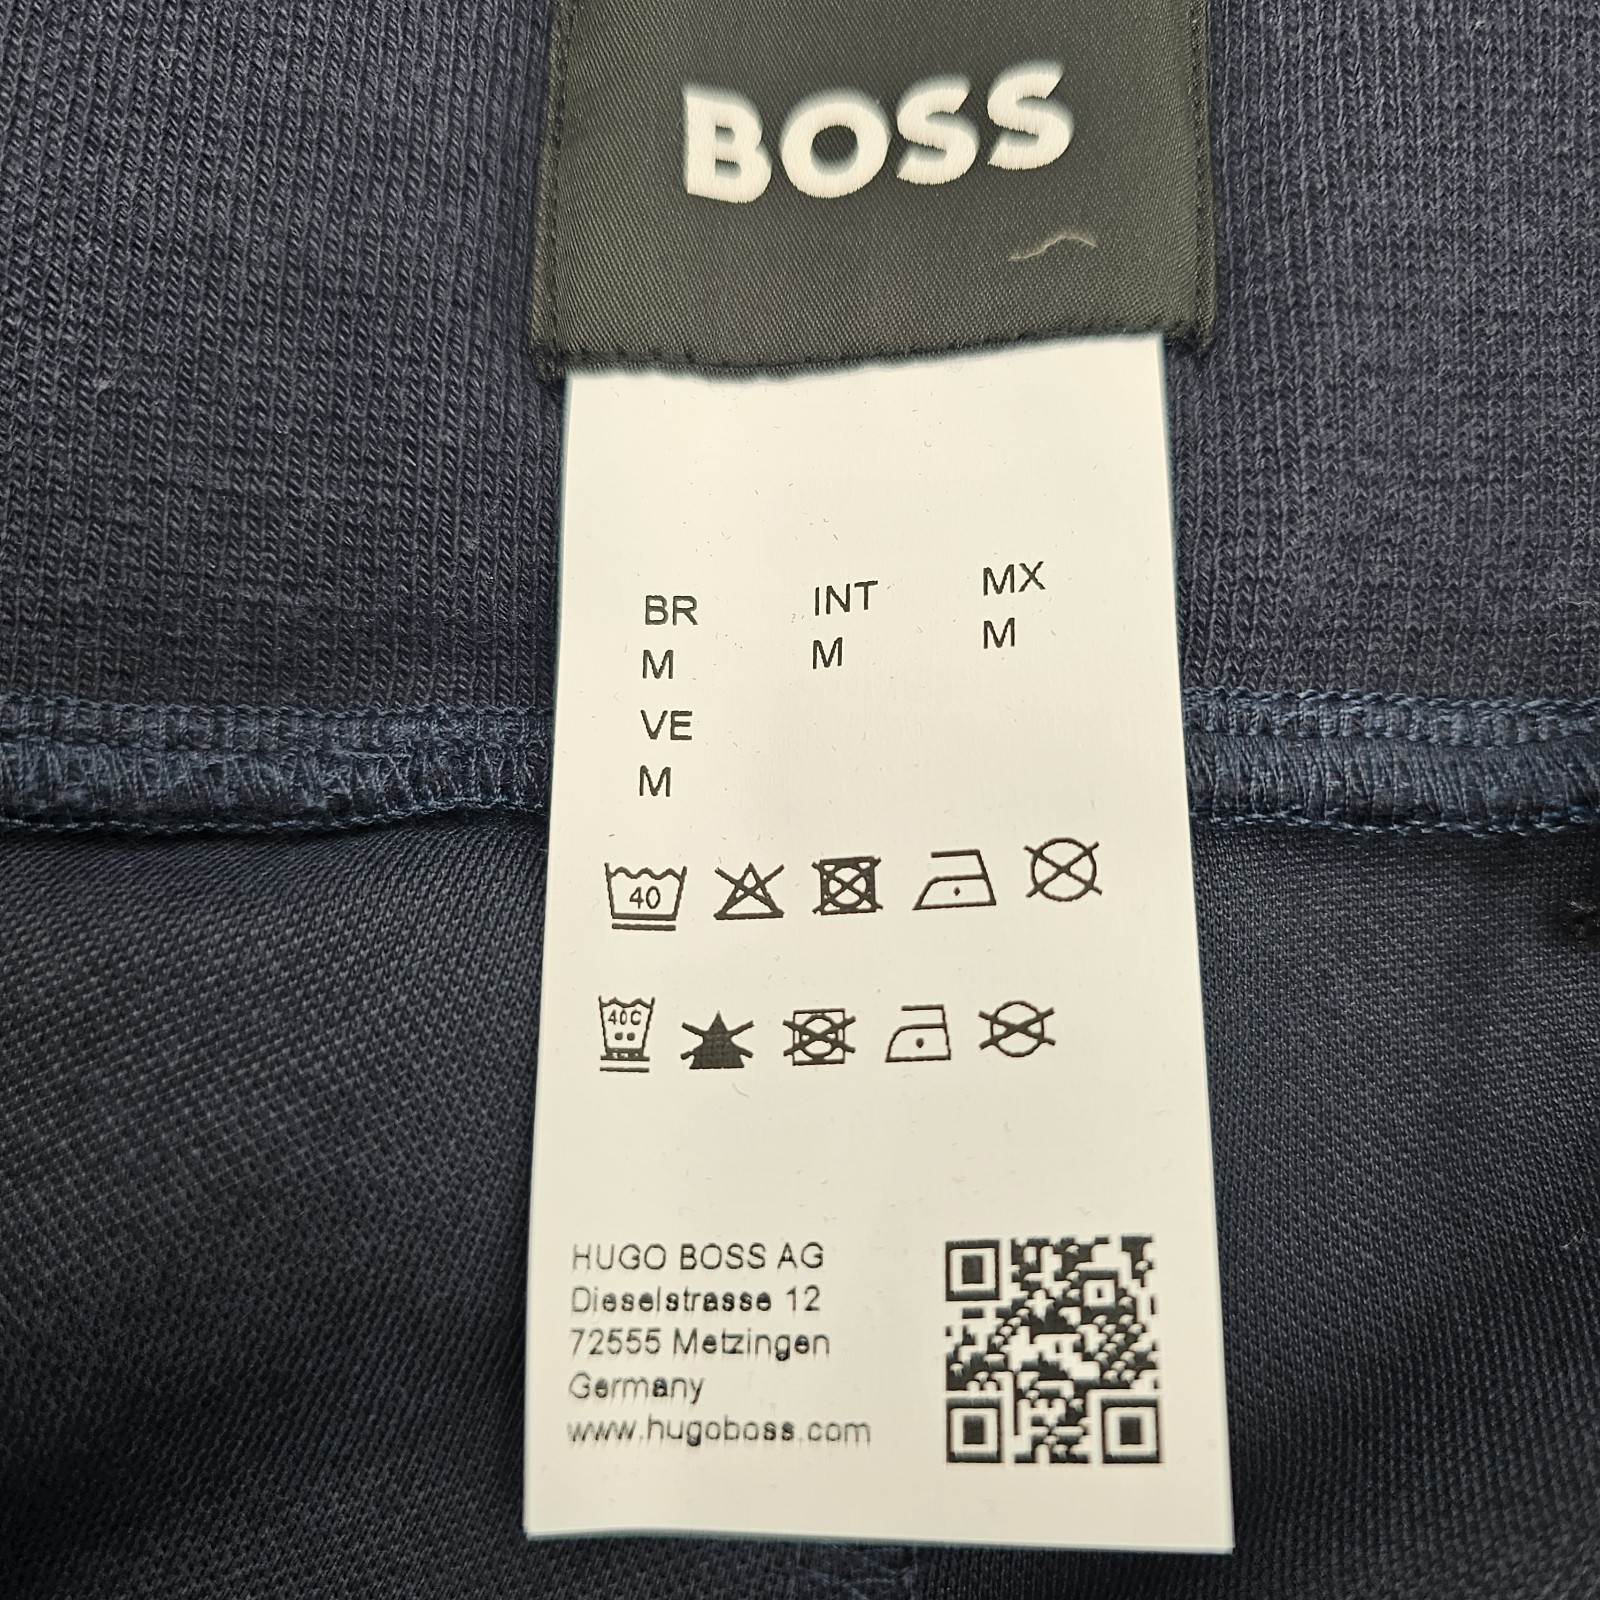 BOSS
BR INT MX
M M M
VE
M
40
40C
HUGO BOSS AG
Dieselstrasse 12
72555 Metzingen
Germany
www.hugoboss.com